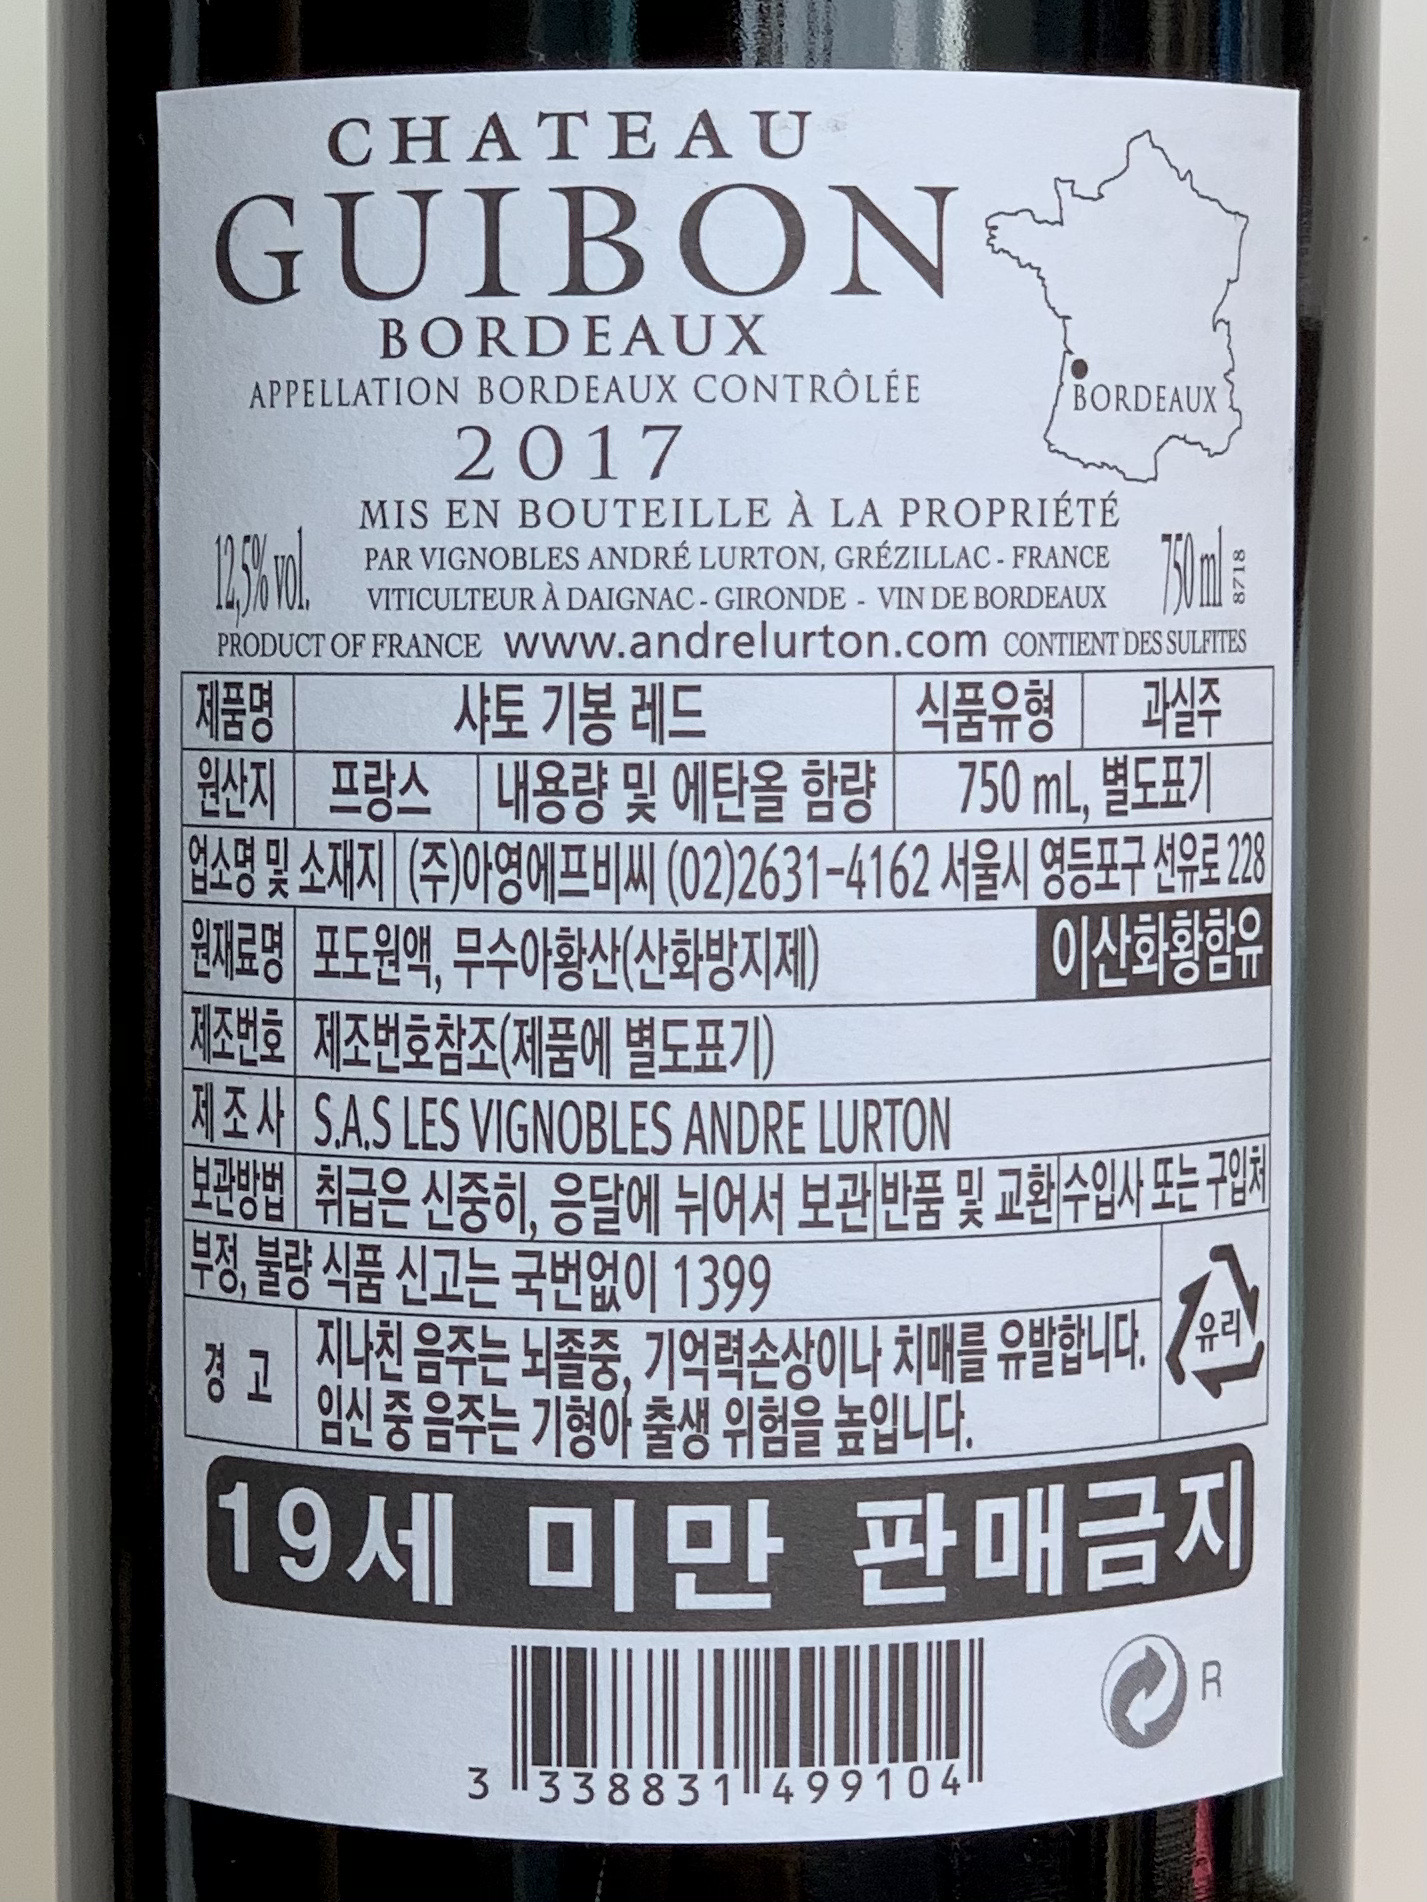 CHATEAU
GUIBON
BORDEAUX
APPELLATION BORDEAUX CONTRÔLÉE
2017
BORDEAUX
MIS EN BOUTEILLE À LA PROPRIÉTÉ
12,5% vol.
PAR VIGNOBLES ANDRÉ LURTON, GRÉZILLAC - FRANCE
VITICULTEUR À DAIGNAC - GIRONDE - VIN DE BORDEAUX
750 ml
8718
PRODUCT OF FRANCE www.andrelurton.com CONTIENT DES SULFITES
제품명 샤토 기봉 레드 식품유형 과실주
원산지 프랑스 내용량 및 에탄올 함량 750 mL, 별도표기
업소명 및 소재지 (주)아영에프비씨 (02)2631-4162 서울시 영등포구 선유로 228
원재료명 포도원액, 무수아황산(산화방지제) 이산화황함유
제조번호 제조번호참조(제품에 별도표기)
제조사 S.A.S LES VIGNOBLES ANDRE LURTON
보관방법 취급은 신중히, 응달에 뉘어서 보관 반품 및 교환 수입사 또는 구입처
부정, 불량 식품 신고는 국번없이 1399
경고 지나친 음주는 뇌졸중, 기억력손상이나 치매를 유발합니다.
임신 중 음주는 기형아 출생 위험을 높입니다.
유리
19세 미만 판매금지
R
3 338831 499104